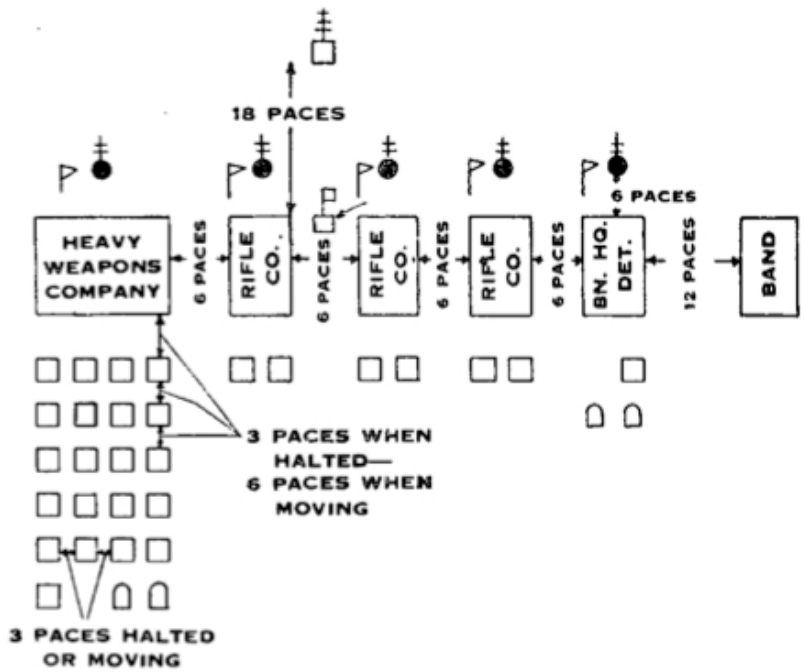 18 PACES
6 PACES
HEAVY
WEAPONS
COMPANY
6 PACES
RIFLE
CO.
6 PACES
RIFLE
CO.
6 PACES
RIFLE
CO.
6 PACES
BN. HQ.
DET.
12 PACES
BAND
3 PACES WHEN
HALTED—
6 PACES WHEN
MOVING
3 PACES HALTED
OR MOVING